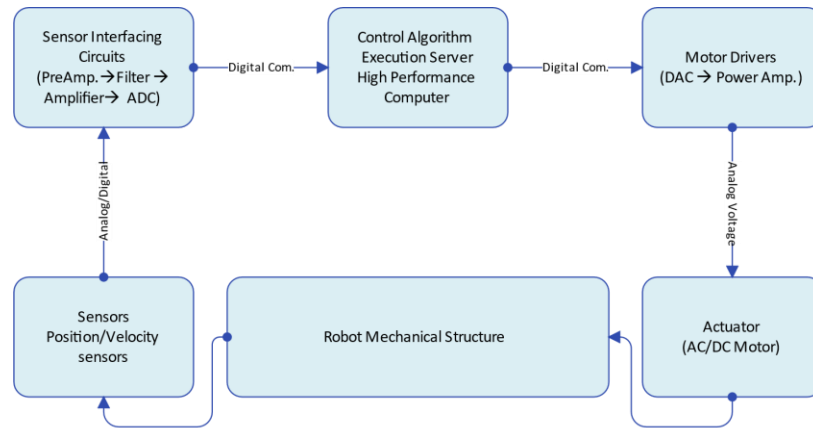 Sensor Interfacing
Circuits
(PreAmp.→Filter →
Amplifier→ ADC)
Digital Com.
Control Algorithm
Execution Server
High Performance
Computer
Digital Com.
Motor Drivers
(DAC → Power Amp.)
Analog/Digital
Analog Voltage
Sensors
Position/Velocity
sensors
Robot Mechanical Structure
Actuator
(AC/DC Motor)